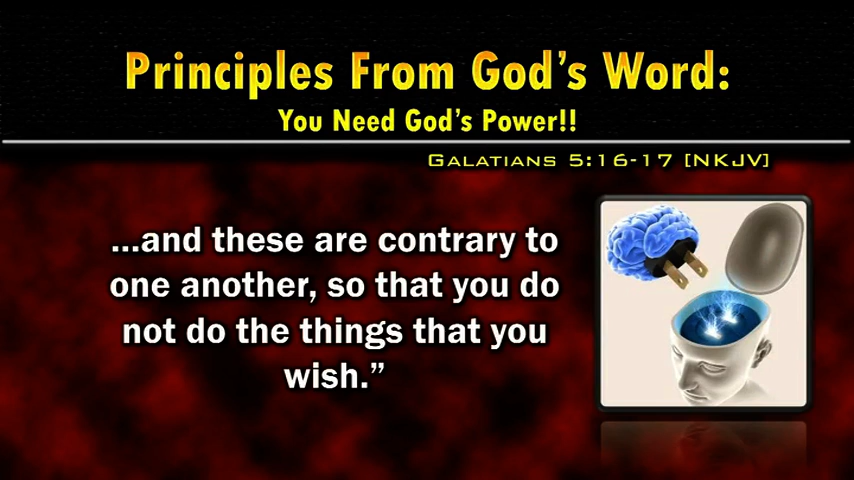 Principles From God's Word:
You Need God's Power!!
Galatians 5:16-17 [NKJV]
...and these are contrary to
one another, so that you do
not do the things that you
wish.”